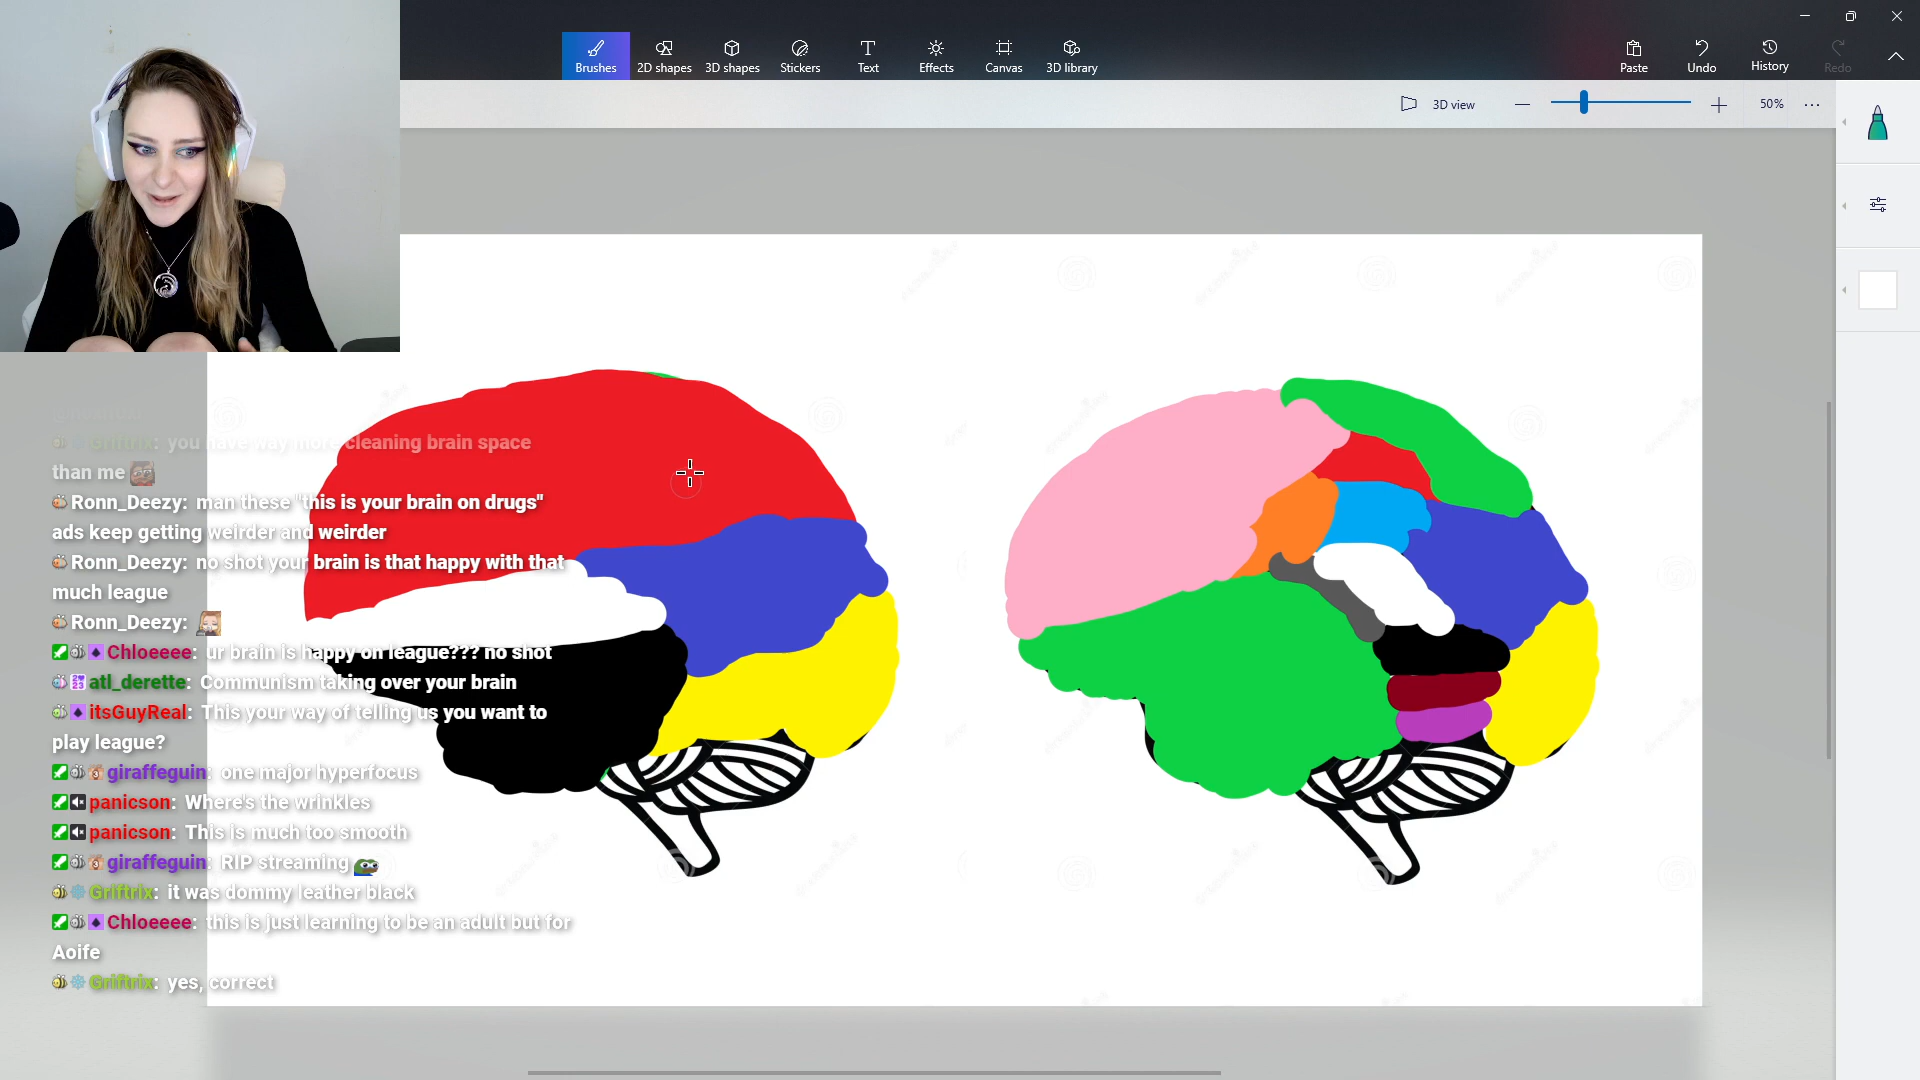 Brushes
2D shapes
3D shapes
Stickers
Text
Effects
Canvas
3D library
Paste
Undo
History
Redo
3D view
50%
Griftrix: you have way more cleaning brain space
than me
Ronn_Deezy: man these "this is your brain on drugs"
ads keep getting weirder and weirder
Ronn_Deezy: no shot your brain is that happy with that
much league
Ronn_Deezy:
Chloeeee: ur brain is happy on league??? no shot
atl_derette: Communism taking over your brain
itsGuyReal: This your way of telling us you want to
play league?
giraffeguin: one major hyperfocus
panicson: Where's the wrinkles
panicson: This is much too smooth
giraffeguin: RIP streaming
Griftrix: it was dommy leather black
Chloeeee: this is just learning to be an adult but for
Aoife
Griftrix: yes, correct